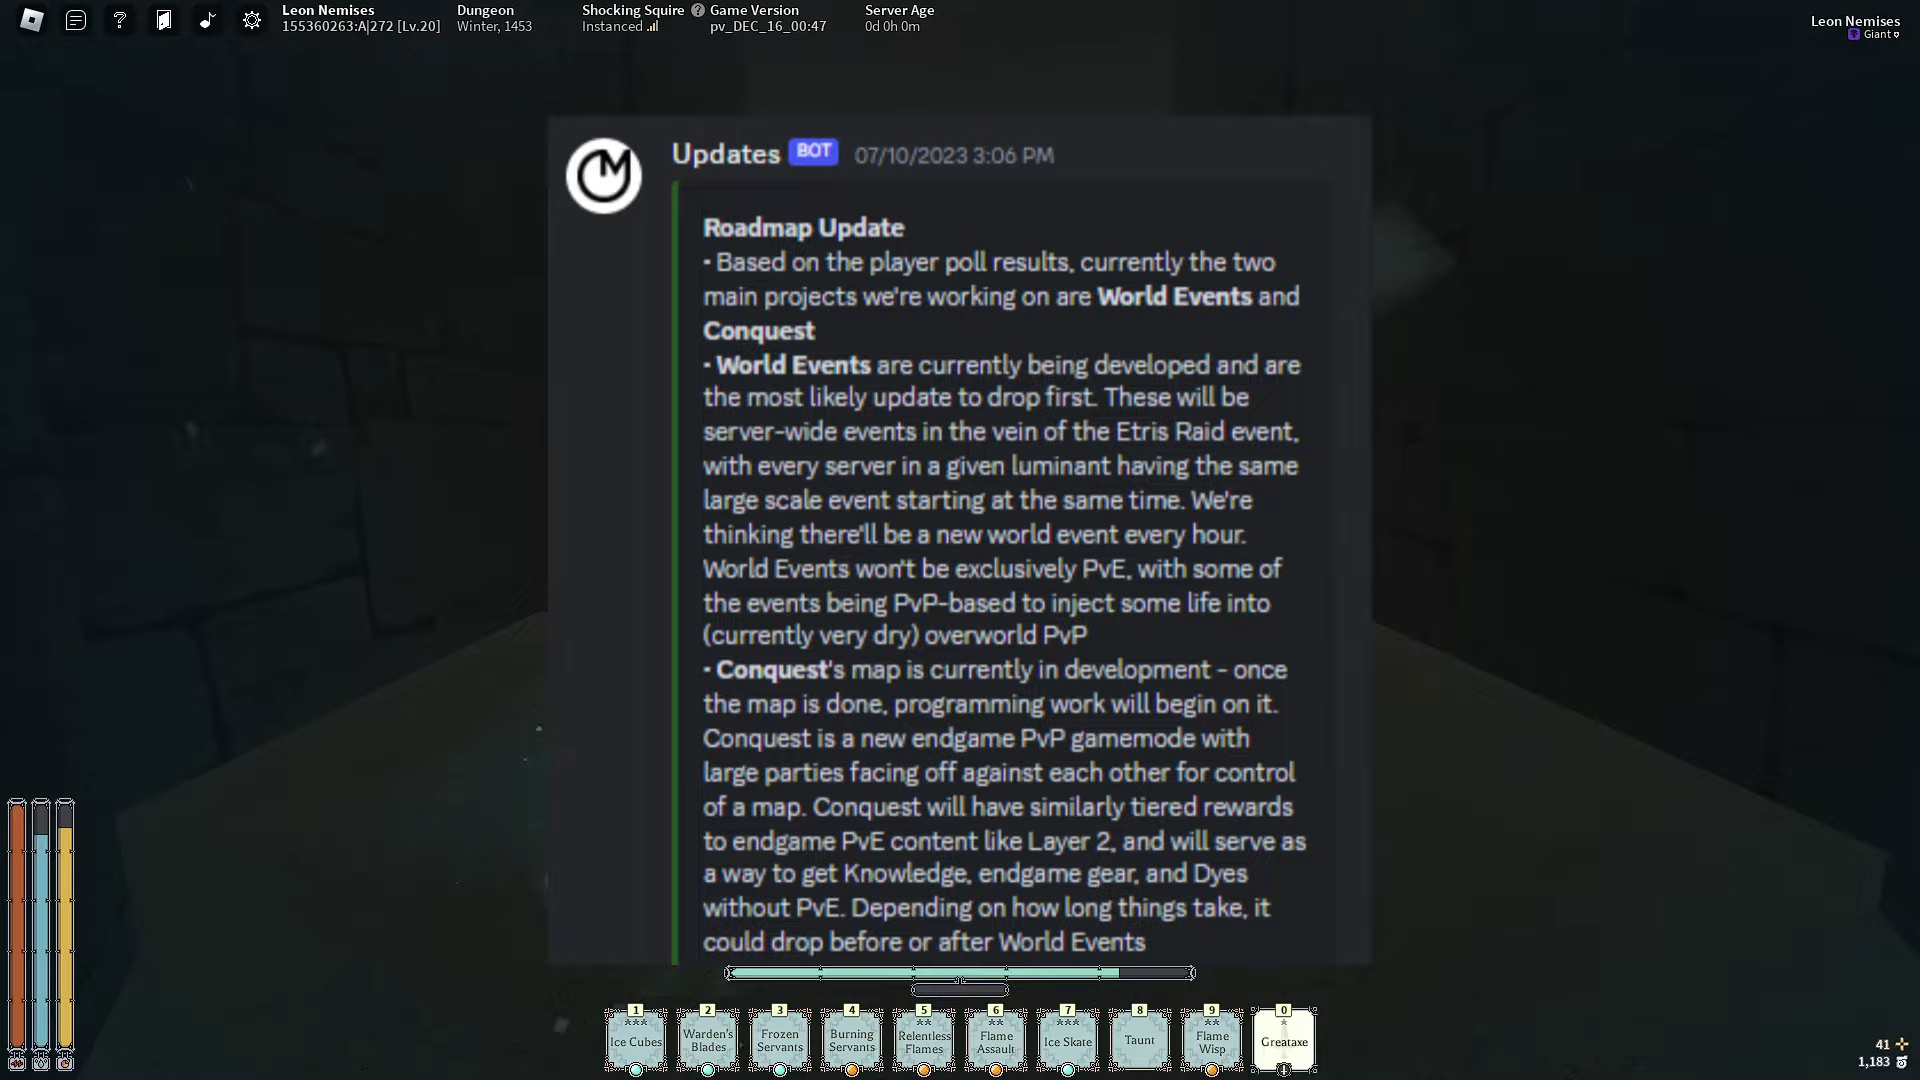 Leon Nemises
155360263:A|272 [Lv.20]
Dungeon
Winter, 1453
Shocking Squire ?
Instanced
Game Version
pv_DEC_16_00:47
Server Age
0d 0h 0m
Leon Nemises
Giant
Updates BOT 07/10/2023 3:06 PM
Roadmap Update
• Based on the player poll results, currently the two
main projects we're working on are World Events and
Conquest
• World Events are currently being developed and are
the most likely update to drop first. These will be
server-wide events in the vein of the Etris Raid event,
with every server in a given luminant having the same
large scale event starting at the same time. We're
thinking there'll be a new world event every hour.
World Events won't be exclusively PvE, with some of
the events being PvP-based to inject some life into
(currently very dry) overworld PvP
• Conquest's map is currently in development - once
the map is done, programming work will begin on it.
Conquest is a new endgame PvP gamemode with
large parties facing off against each other for control
of a map. Conquest will have similarly tiered rewards
to endgame PvE content like Layer 2, and will serve as
a way to get Knowledge, endgame gear, and Dyes
without PvE. Depending on how long things take, it
could drop before or after World Events
1 2 3 4 5 6 7 8 9 0
*** ** ** *** ** *
Ice Cubes
Warden's
Blades
Frozen
Servants
Burning
Servants
Relentless
Flames
Flame
Assault
Ice Skate
Taunt
Flame
Wisp
Greataxe
41
1,183